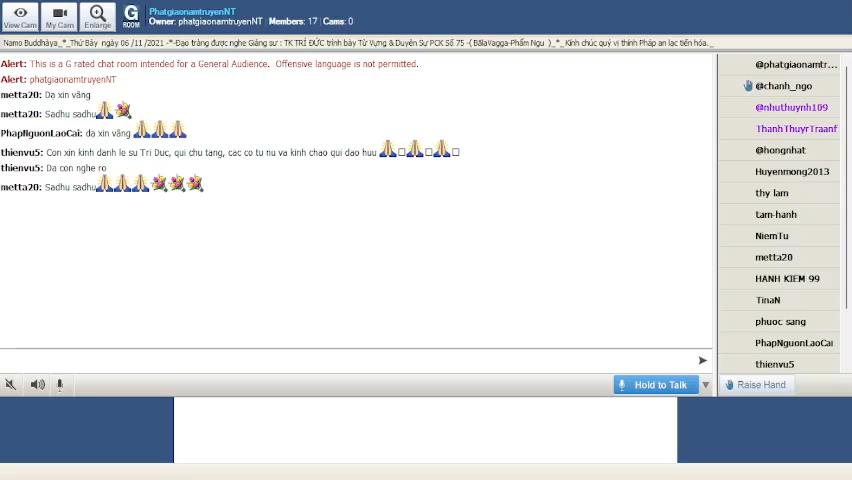 View Cam
My Cam
Enlarge
G
ROOM
PhatgiaonamtruyenNT
Owner: phatgiaonamtruyenNT Members: 17 Cams: 0
Namo Buddhāya_*_Thứ Bảy ngày 06 /11 /2021 -*-Đạo tràng được nghe Giảng sư : TK TRÍ ĐỨC trình bày Từ Vựng & Duyên Sự PCK Số 75 -( BālaVagga-Phẩm Ngu )_*_ Kính chúc quý vị thính Pháp an lạc tiến hóa._
Alert: This is a G rated chat room intended for a General Audience. Offensive language is not permitted.
Alert: phatgiaonamtruyenNT
metta20: Dạ xin vâng
metta20: Sadhu sadhu
PhapNguonLaoCai: dạ xin vâng
thienvu5: Con xin kinh danh le su Tri Duc, qui chu tang, cac co tu nu va kinh chao qui dao huu
thienvu5: Da con nghe ro
metta20: Sadhu sadhu
@phatgiaonamtr...
@chanh_ngo
@nhuthuynh109
ThanhThuyrTraanf
@hongnhat
Huyenmong2013
thy lam
tam-hanh
NiemTu
metta20
HANH KIEM 99
TinaN
phuoc sang
PhapNguonLaoCai
thienvu5
Hold to Talk
Raise Hand